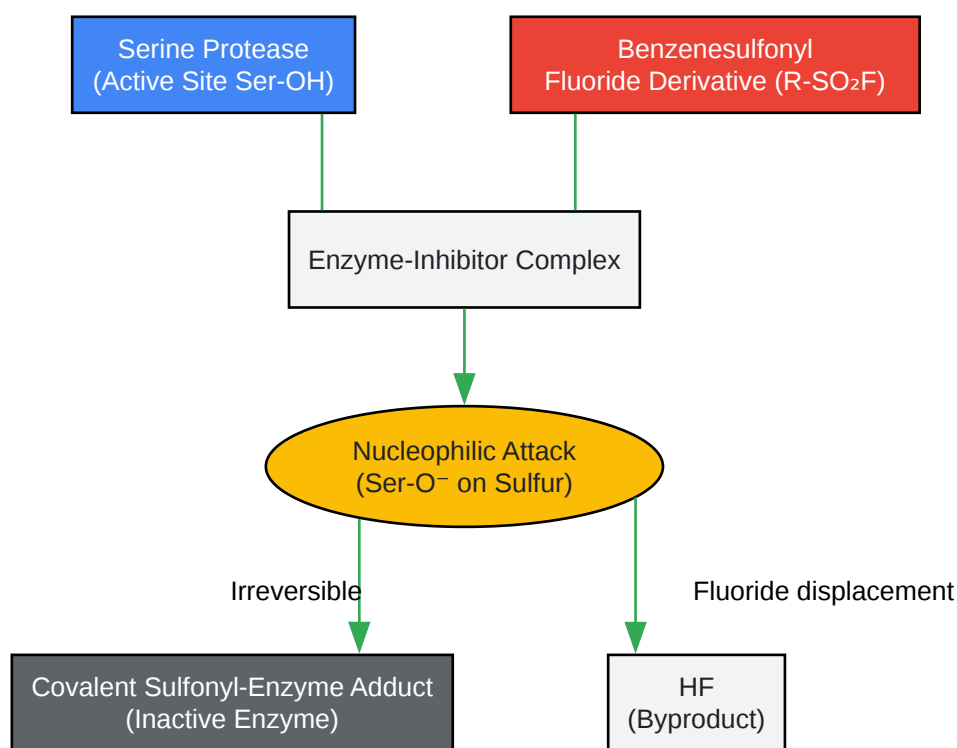 Serine Protease
(Active Site Ser-OH)
Benzenesulfonyl
Fluoride Derivative (R-SO₂F)
Enzyme-Inhibitor Complex
Nucleophilic Attack
(Ser-O⁻ on Sulfur)
Irreversible
Fluoride displacement
Covalent Sulfonyl-Enzyme Adduct
(Inactive Enzyme)
HF
(Byproduct)